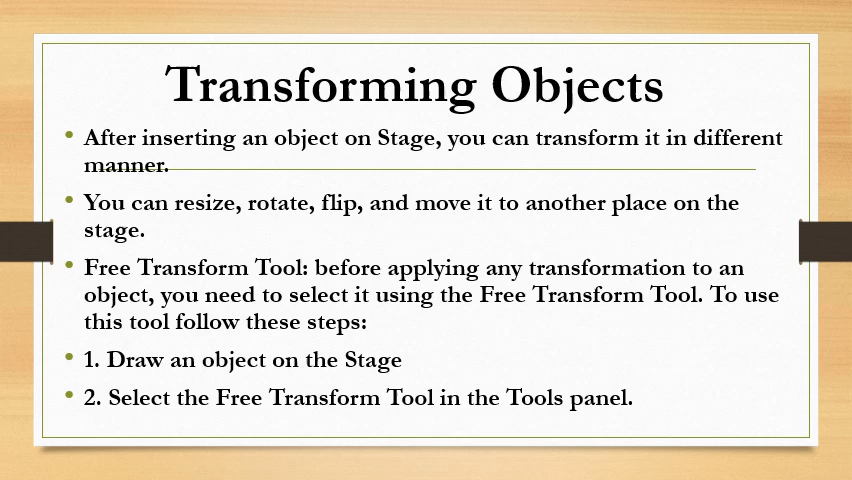 Transforming Objects
• After inserting an object on Stage, you can transform it in different
manner.
• You can resize, rotate, flip, and move it to another place on the
stage.
• Free Transform Tool: before applying any transformation to an
object, you need to select it using the Free Transform Tool. To use
this tool follow these steps:
• 1. Draw an object on the Stage
• 2. Select the Free Transform Tool in the Tools panel.